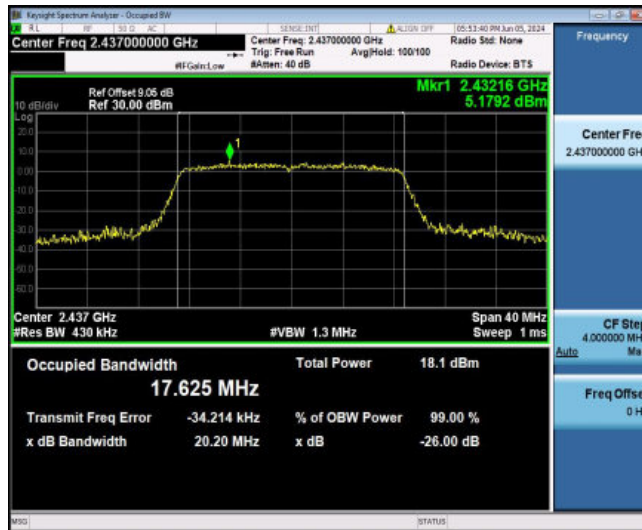 Keysight Spectrum Analyzer - Occupied BW
RL RF 50 Ω AC SENSE:INT ALIGN OFF 05:53:40 PM Jun 05, 2024
Center Freq 2.437000000 GHz
Center Freq: 2.437000000 GHz Radio Std: None
Trig: Free Run Avg|Hold: 100/100
#IFGain:Low #Atten: 40 dB Radio Device: BTS
Frequency
Ref Offset 9.05 dB Mkr1 2.43216 GHz
10 dB/div Ref 30.00 dBm 5.1792 dBm
Log
20.0
10.0
0.00
-10.0
-20.0
-30.0
-40.0
-50.0
-60.0
1
Center Fre
2.437000000 GH
Center 2.437 GHz Span 40 MHz
#Res BW 430 kHz #VBW 1.3 MHz Sweep 1 ms
CF Step
4.000000 MH
Auto Ma
Occupied Bandwidth Total Power 18.1 dBm
17.625 MHz
Transmit Freq Error -34.214 kHz % of OBW Power 99.00 %
x dB Bandwidth 20.20 MHz x dB -26.00 dB
Freq Offse
0 H
MSG STATUS